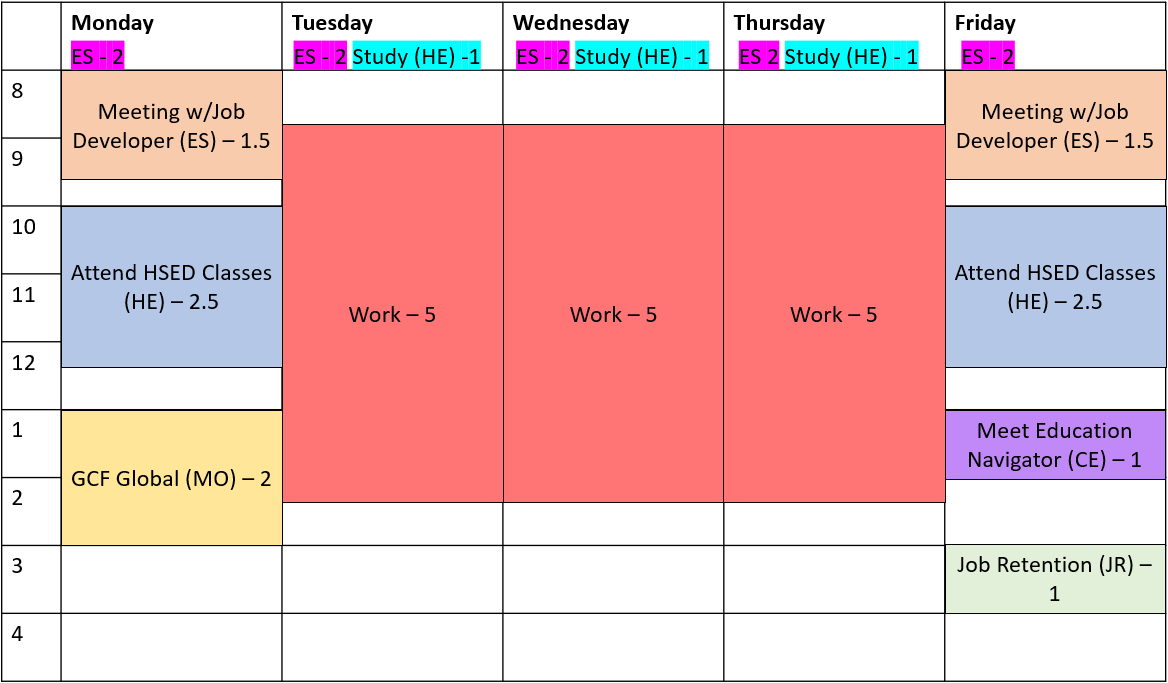 Monday
ES - 2
Tuesday
ES - 2 Study (HE) -1
Wednesday
ES - 2 Study (HE) - 1
Thursday
ES 2 Study (HE) - 1
Friday
ES - 2
8
Meeting w/Job
Developer (ES) – 1.5
Meeting w/Job
Developer (ES) – 1.5
9
10
Attend HSED Classes
(HE) – 2.5
Attend HSED Classes
(HE) – 2.5
11
Work – 5
Work – 5
Work – 5
12
1
Meet Education
Navigator (CE) – 1
GCF Global (MO) – 2
2
3
Job Retention (JR) –
1
4